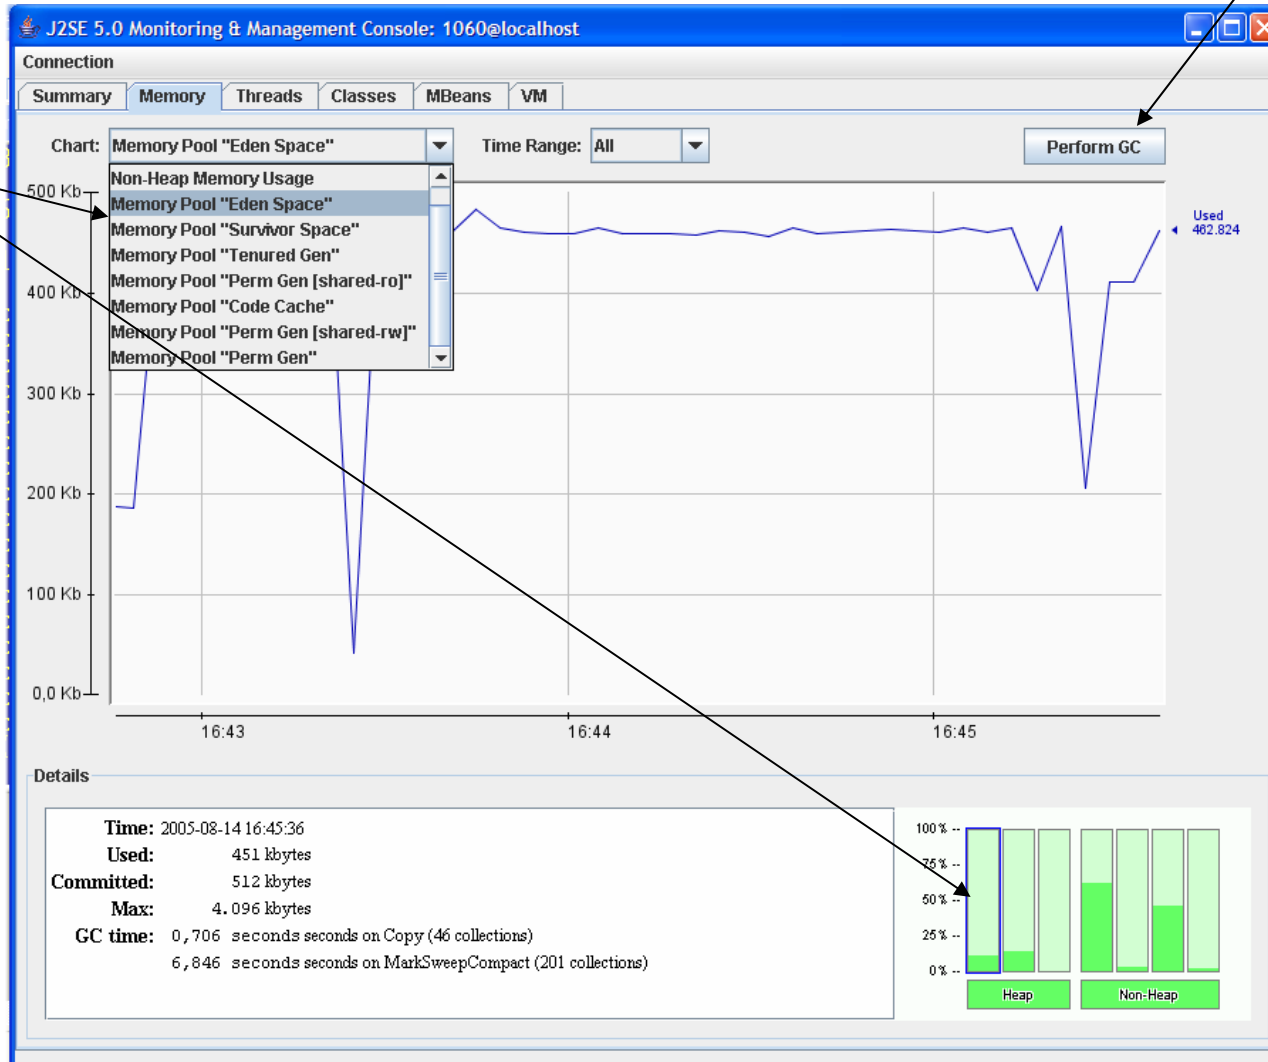 J2SE 5.0 Monitoring & Management Console: 1060@localhost
Connection
Summary Memory Threads Classes MBeans VM
Chart: Memory Pool "Eden Space" Time Range: All Perform GC
Non-Heap Memory Usage
Memory Pool "Eden Space"
Memory Pool "Survivor Space"
Memory Pool "Tenured Gen"
Memory Pool "Perm Gen [shared-ro]"
Memory Pool "Code Cache"
Memory Pool "Perm Gen [shared-rw]"
Memory Pool "Perm Gen"
500 Kb
400 Kb
300 Kb
200 Kb
100 Kb
0,0 Kb
Used
462.824
16:43 16:44 16:45
Details
Time: 2005-08-14 16:45:36
Used: 451 kbytes
Committed: 512 kbytes
Max: 4.096 kbytes
GC time: 0,706 seconds seconds on Copy (46 collections)
6,846 seconds seconds on MarkSweepCompact (201 collections)
100 % --
75 % --
50 % --
25 % --
0 % --
Heap Non-Heap